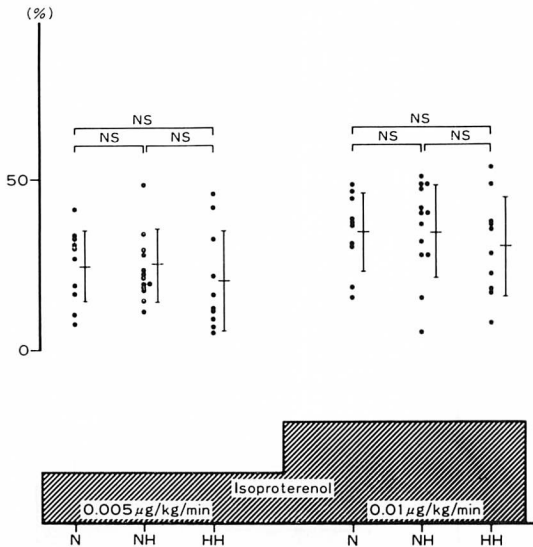 (%)
NS
NS NS
NS
NS NS
50
0
Isoproterenol
0.005μg/kg/min 0.01μg/kg/min
N NH HH N NH HH